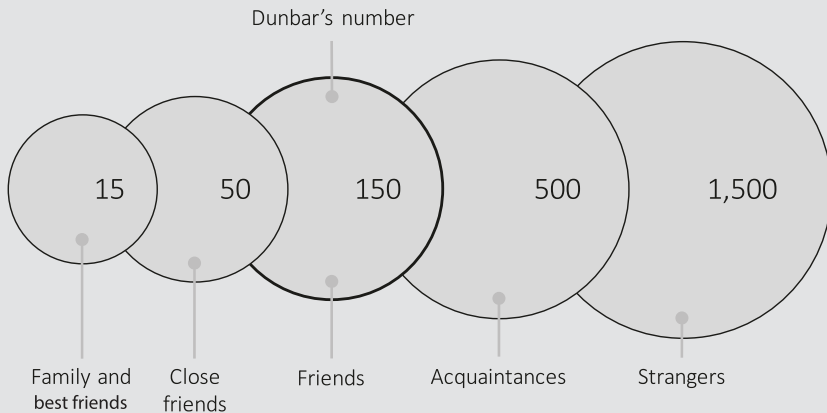 Dunbar’s number
15
50
150
500
1,500
Family and
best friends
Close
friends
Friends
Acquaintances
Strangers